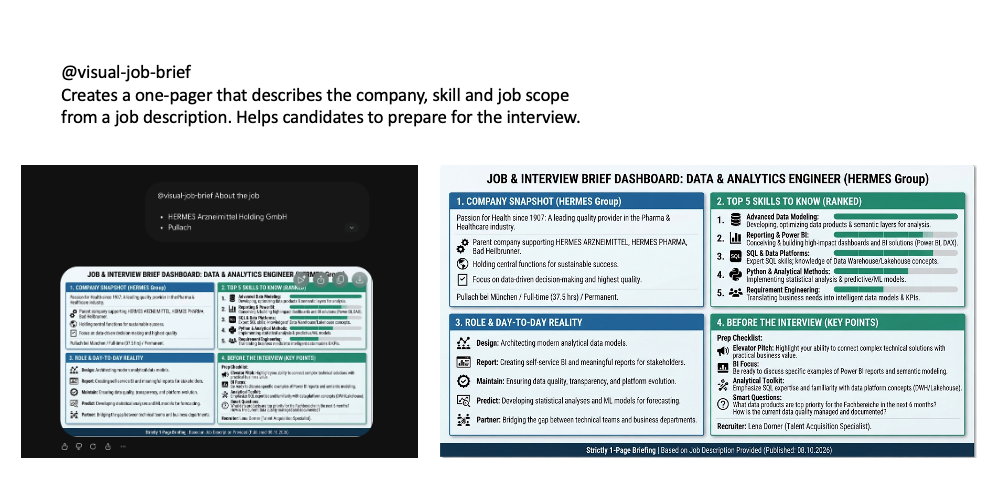 @visual-job-brief
Creates a one-pager that describes the company, skill and job scope
from a job description. Helps candidates to prepare for the interview.
@visual-job-brief About the job
• HERMES Arzneimittel Holding GmbH
• Pullach
JOB & INTERVIEW BRIEF DASHBOARD: DATA & ANALYTICS ENGINEER (HERMES Group)
1. COMPANY SNAPSHOT (HERMES Group)
Passion for Health since 1907: A leading quality provider in the Pharma &
Healthcare industry.
Parent company supporting HERMES ARZNEIMITTEL, HERMES PHARMA,
Bad Heilbrunner.
Holding central functions for sustainable success.
Focus on data-driven decision-making and highest quality.
Pullach bei München / Full-time (37.5 hrs) / Permanent.
2. TOP 5 SKILLS TO KNOW (RANKED)
1. Advanced Data Modeling:
Developing, optimizing data products & semantic layers for analysis.
2. Reporting & Power BI:
Conceiving & building high-impact dashboards and BI solutions (Power BI, DAX).
3. SQL SQL & Data Platforms:
Expert SQL skills; knowledge of Data Warehouse/Lakehouse concepts.
4. Python & Analytical Methods:
Implementing statistical analysis & predictive/ML models.
5. Requirement Engineering:
Translating business needs into intelligent data models & KPIs.
3. ROLE & DAY-TO-DAY REALITY
Design: Architecting modern analytical data models.
Report: Creating self-service BI and meaningful reports for stakeholders.
Maintain: Ensuring data quality, transparency, and platform evolution.
Predict: Developing statistical analyses and ML models for forecasting.
Partner: Bridging the gap between technical teams and business departments.
4. BEFORE THE INTERVIEW (KEY POINTS)
Prep Checklist:
Elevator Pitch: Highlight your ability to connect complex technical solutions with
practical business value.
BI Focus:
Be ready to discuss specific examples of Power BI reports and semantic modeling.
Analytical Toolkit:
Emphasize SQL expertise and familiarity with data platform concepts (DWH/Lakehouse).
Smart Questions:
What data products are top priority for the Fachbereiche in the next 6 months?
How is the current data quality managed and documented?
Recruiter: Lena Dorner (Talent Acquisition Specialist).
Strictly 1-Page Briefing | Based on Job Description Provided (Published: 08.10.2026)